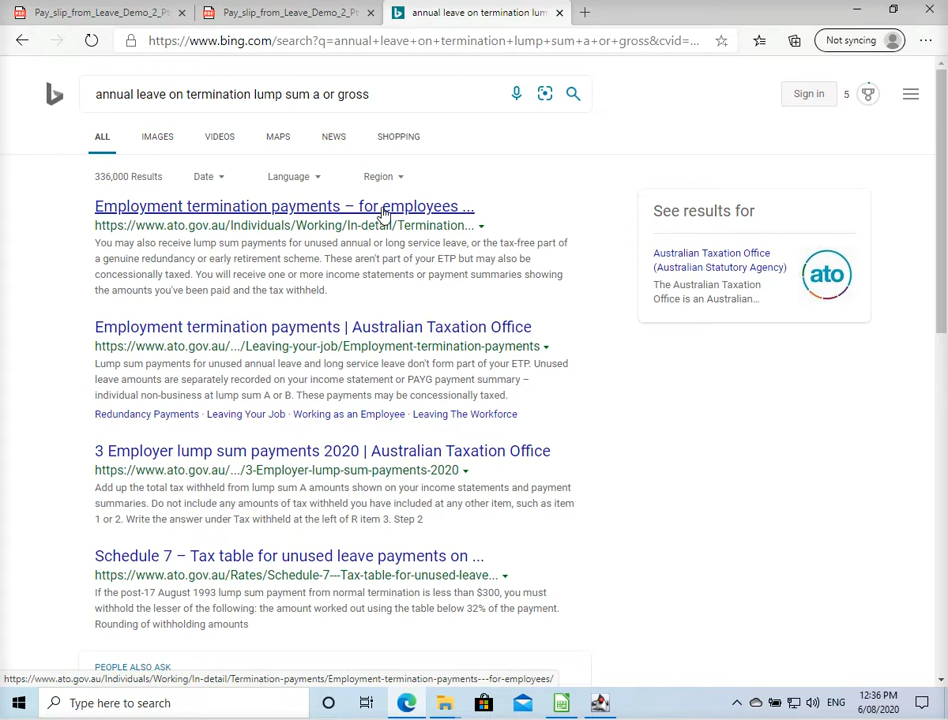 Pay_slip_from_Leave_Demo_2_Pt
Pay_slip_from_Leave_Demo_2_Pt
annual leave on termination lum
https://www.bing.com/search?q=annual+leave+on+termination+lump+sum+a+or+gross&cvid=...
Not syncing
annual leave on termination lump sum a or gross
Sign in
5
ALL
IMAGES
VIDEOS
MAPS
NEWS
SHOPPING
336,000 Results
Date
Language
Region
Employment termination payments – for employees ...
https://www.ato.gov.au/Individuals/Working/In-detail/Termination...
You may also receive lump sum payments for unused annual or long service leave, or the tax-free part of
a genuine redundancy or early retirement scheme. These aren't part of your ETP but may also be
concessionally taxed. You will receive one or more income statements or payment summaries showing
the amounts you've been paid and the tax withheld.
Employment termination payments | Australian Taxation Office
https://www.ato.gov.au/.../Leaving-your-job/Employment-termination-payments
Lump sum payments for unused annual leave and long service leave don't form part of your ETP. Unused
leave amounts are separately recorded on your income statement or PAYG payment summary –
individual non-business at lump sum A or B. These payments may be concessionally taxed.
Redundancy Payments · Leaving Your Job · Working as an Employee · Leaving The Workforce
3 Employer lump sum payments 2020 | Australian Taxation Office
https://www.ato.gov.au/.../3-Employer-lump-sum-payments-2020
Add up the total tax withheld from lump sum A amounts shown on your income statements and payment
summaries. Do not include any amounts of tax withheld you have included at any other item, such as item
1 or 2. Write the answer under Tax withheld at the left of R item 3. Step 2
Schedule 7 – Tax table for unused leave payments on ...
https://www.ato.gov.au/Rates/Schedule-7---Tax-table-for-unused-leave...
If the post-17 August 1993 lump sum payment from normal termination is less than $300, you must
withhold the lesser of the following: the amount worked out using the table below 32% of the payment.
Rounding of withholding amounts
PEOPLE ALSO ASK
See results for
Australian Taxation Office
(Australian Statutory Agency)
The Australian Taxation
Office is an Australian...
ato
https://www.ato.gov.au/Individuals/Working/In-detail/Termination-payments/Employment-termination-payments---for-employees/
Type here to search
ENG
12:36 PM
6/08/2020